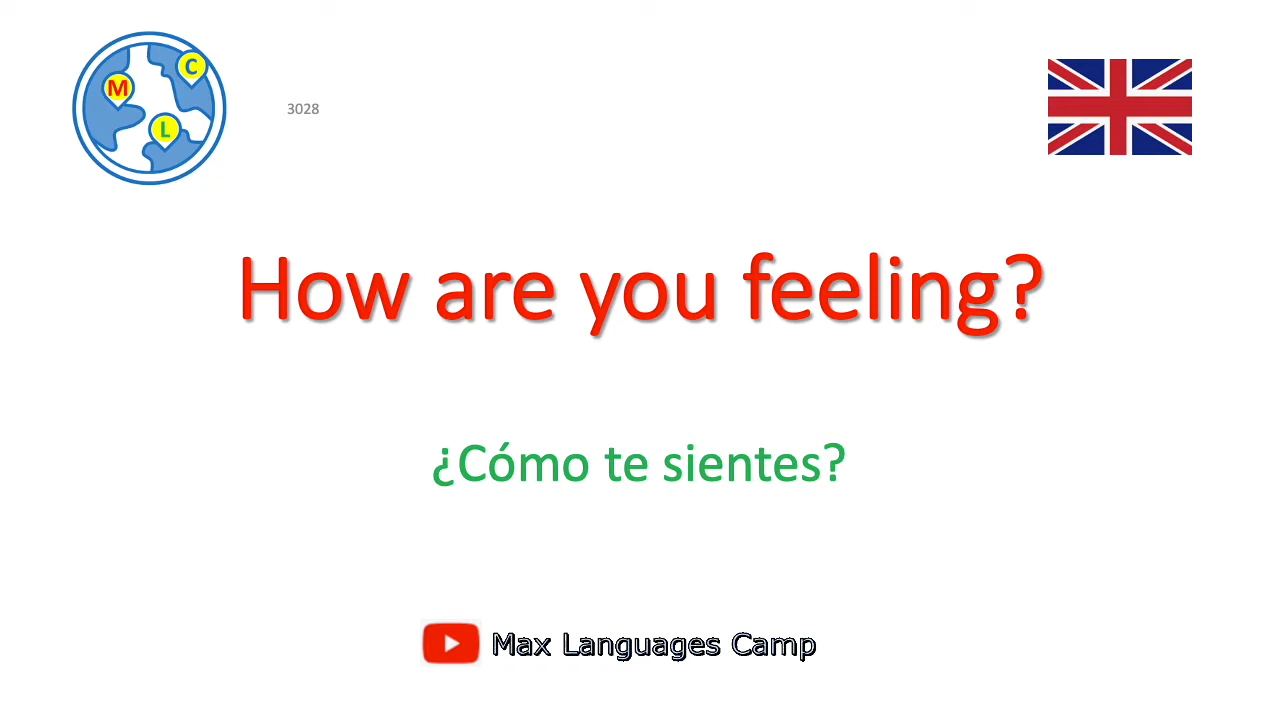 M
C
L
3028
How are you feeling?
¿Cómo te sientes?
Max Languages Camp